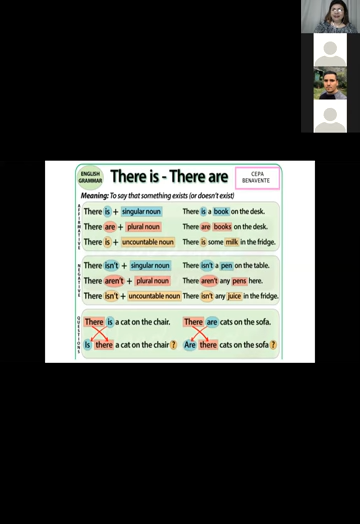 ENGLISH GRAMMAR
There is - There are
CEPA BENAVENTE
Meaning: To say that something exists (or doesn't exist)
AFFIRMATIVE
There is + singular noun There is a book on the desk.
There are + plural noun There are books on the desk.
There is + uncountable noun There is some milk in the fridge.
NEGATIVE
There isn't + singular noun There isn't a pen on the table.
There aren't + plural noun There aren't any pens here.
There isn't + uncountable noun There isn't any juice in the fridge.
QUESTIONS
There is a cat on the chair. There are cats on the sofa.
Is there a cat on the chair ? Are there cats on the sofa ?